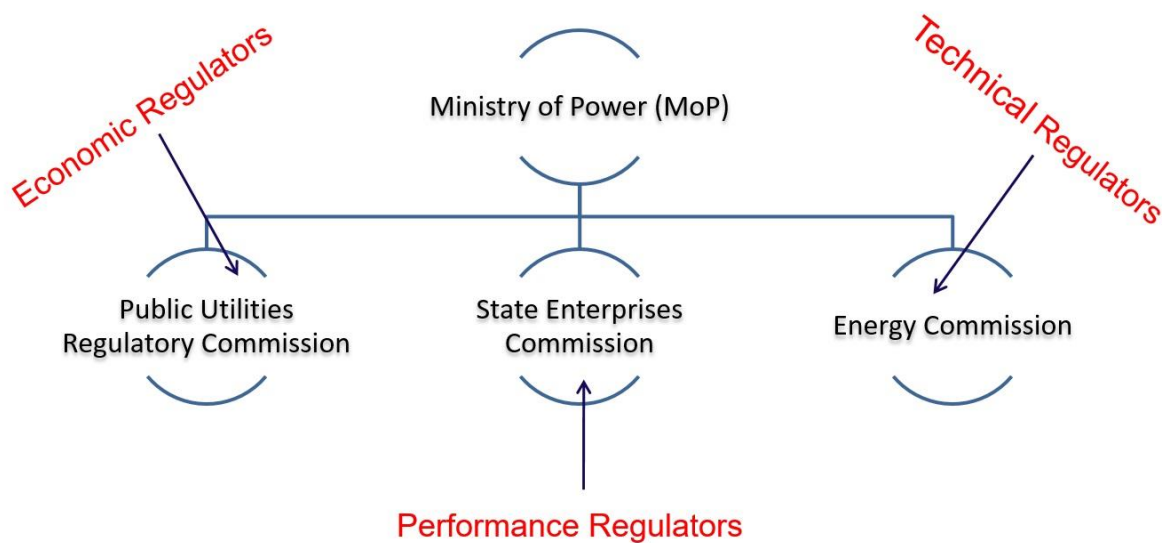 Economic Regulators
Ministry of Power (MoP)
Technical Regulators
Public Utilities
Regulatory Commission
State Enterprises
Commission
Energy Commission
Performance Regulators